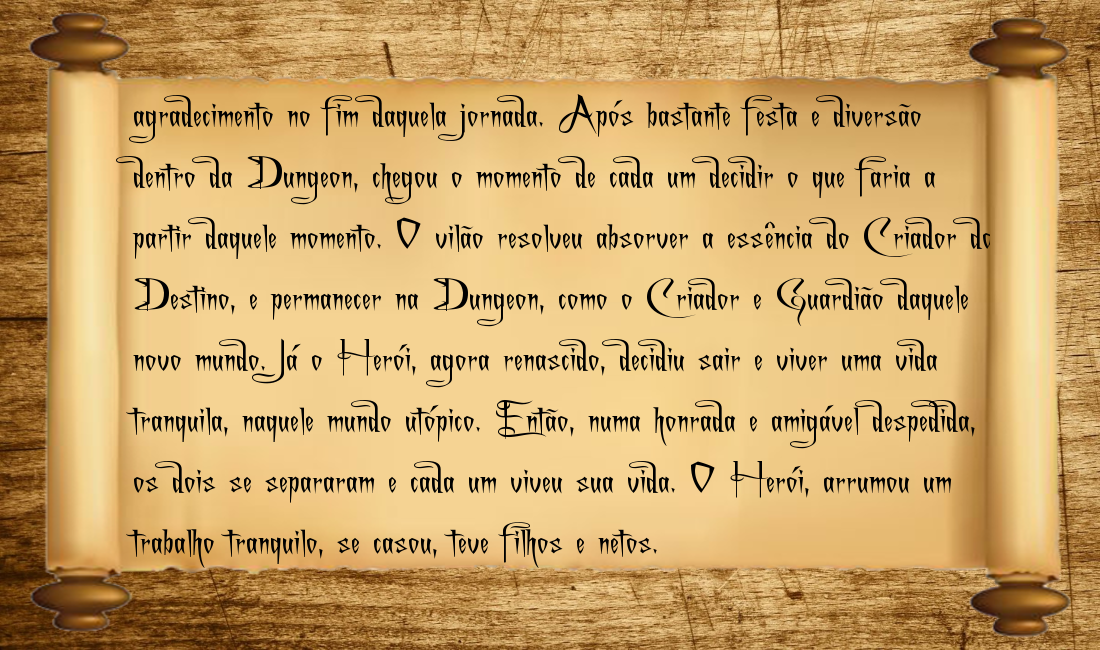 agradecimento no fim daquela jornada. Após bastante festa e diversão
dentro da Dungeon, chegou o momento de cada um decidir o que faria a
partir daquele momento. O vilão resolveu absorver a essência do Criador do
Destino, e permanecer na Dungeon, como o Criador e Guardião daquele
novo mundo. Já o Herói, agora renascido, decidiu sair e viver uma vida
tranquila, naquele mundo utópico. Então, numa honrada e amigável despedida,
os dois se separaram e cada um viveu sua vida. O Herói, arrumou um
trabalho tranquilo, se casou, teve filhos e netos.